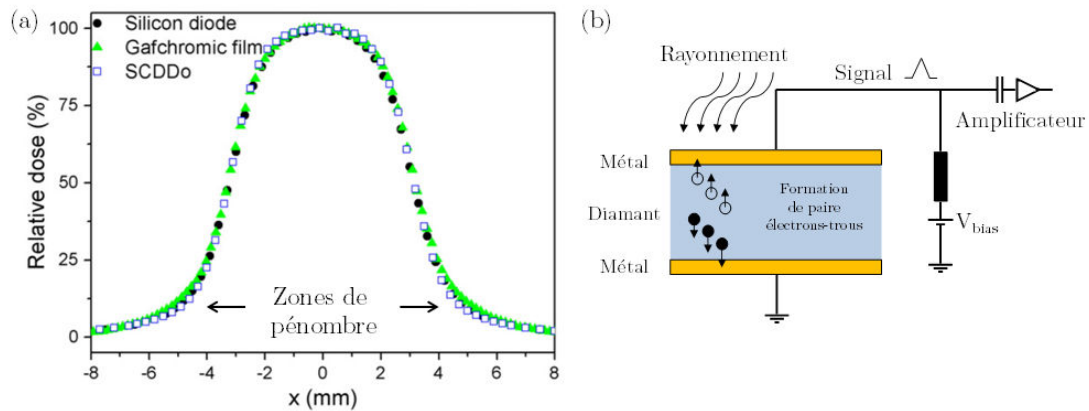 (a)
Silicon diode
Gafchromic film
SCDDo
100
75
50
25
0
Relative dose (%)
Zones de
pénombre
-8
-6
-4
-2
0
2
4
6
8
x (mm)
(b)
Rayonnement
Signal
Amplificateur
Métal
Diamant
Métal
Formation
de paire
électrons-trous
V_bias